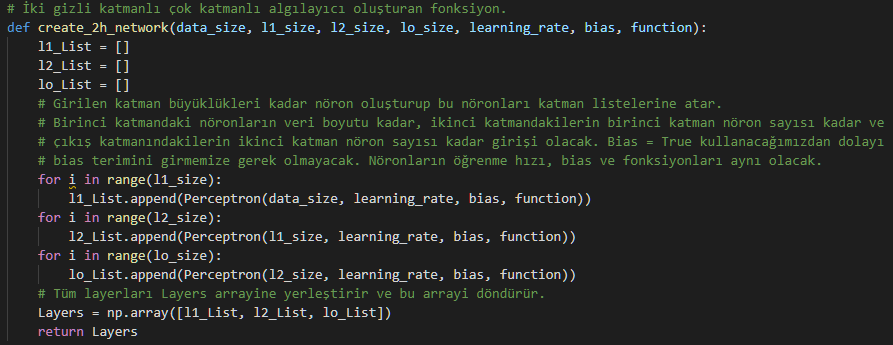 # İki gizli katmanlı çok katmanlı algılayıcı oluşturan fonksiyon.
def create_2h_network(data_size, l1_size, l2_size, lo_size, learning_rate, bias, function):
    l1_List = []
    l2_List = []
    lo_List = []
    # Girilen katman büyüklükleri kadar nöron oluşturup bu nöronları katman listelerine atar.
    # Birinci katmandaki nöronların veri boyutu kadar, ikinci katmandakilerin birinci katman nöron sayısı kadar ve
    # çıkış katmanındakilerin ikinci katman nöron sayısı kadar girişi olacak. Bias = True kullanacağımızdan dolayı
    # bias terimini girmemize gerek olmayacak. Nöronların öğrenme hızı, bias ve fonksiyonları aynı olacak.
    for i in range(l1_size):
        l1_List.append(Perceptron(data_size, learning_rate, bias, function))
    for i in range(l2_size):
        l2_List.append(Perceptron(l1_size, learning_rate, bias, function))
    for i in range(lo_size):
        lo_List.append(Perceptron(l2_size, learning_rate, bias, function))
    # Tüm layerları Layers arrayine yerleştirir ve bu arrayi döndürür.
    Layers = np.array([l1_List, l2_List, lo_List])
    return Layers